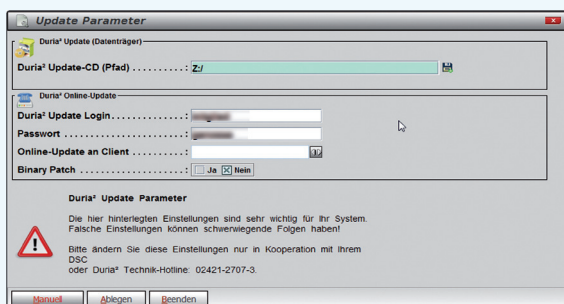 Update Parameter
Duria² Update (Datenträger)
Duria² Update-CD (Pfad) . . . . . . . . . : Z:/
Duria² Online-Update
Duria² Update Login . . . . . . . . . . . . :
Passwort . . . . . . . . . . . . . . . . . . . . :
Online-Update an Client . . . . . . . . . :
Binary Patch . . . . . . . . . . . . . . . . . : Ja Nein
Duria² Update Parameter
Die hier hinterlegten Einstellungen sind sehr wichtig für Ihr System.
Falsche Einstellungen können schwerwiegende Folgen haben!
Bitte ändern Sie diese Einstellungen nur in Kooperation mit Ihrem
DSC
oder Duria² Technik-Hotline: 02421-2707-3.
Manuell Ablegen Beenden